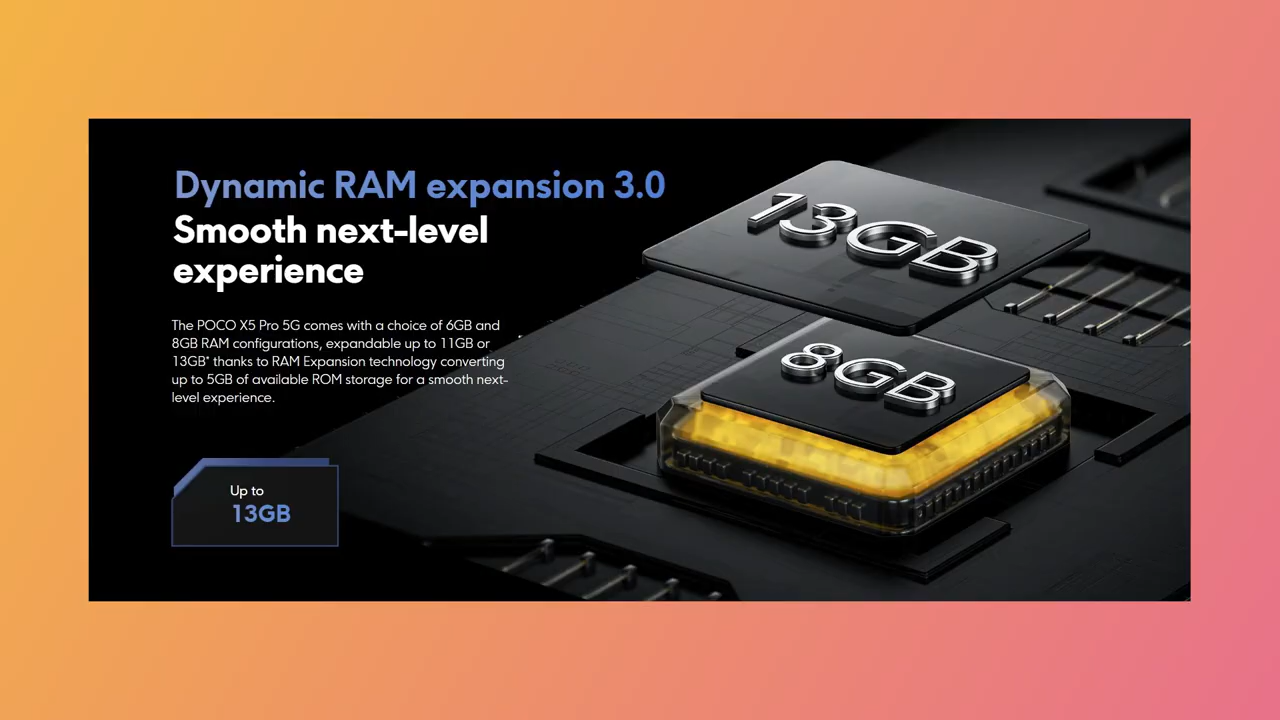 Dynamic RAM expansion 3.0
Smooth next-level
experience
The POCO X5 Pro 5G comes with a choice of 6GB and
8GB RAM configurations, expandable up to 11GB or
13GB* thanks to RAM Expansion technology converting
up to 5GB of available ROM storage for a smooth next-
level experience.
Up to
13GB
13GB
8GB